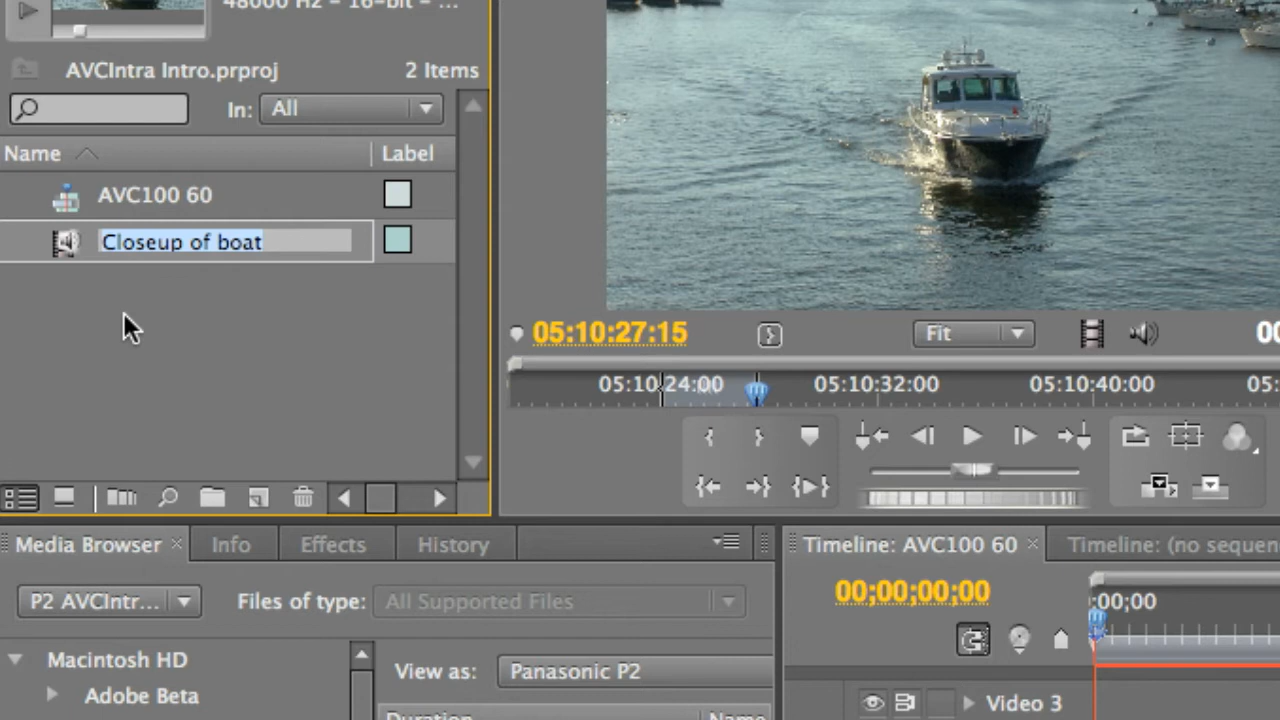 48000 Hz - 16-bit - ...
AVCIntra Intro.prproj
2 Items
In:
All
Name
Label
AVC100 60
Closeup of boat
05:10:27:15
Fit
00
05:10:24:00
05:10:32:00
05:10:40:00
05:
Media Browser
Info
Effects
History
Timeline: AVC100 60
Timeline: (no sequen
P2 AVCIntr...
Files of type:
All Supported Files
00;00;00;00
;00;00
Macintosh HD
View as:
Panasonic P2
Adobe Beta
Video 3
Duration
Name